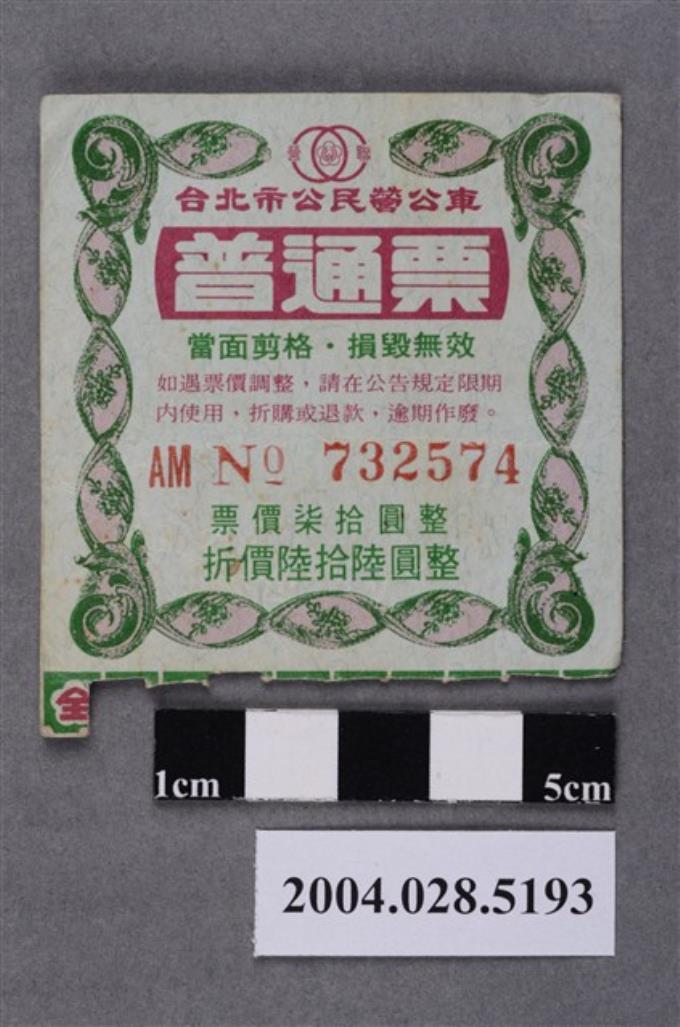 營 聯
台北市公民營公車
普通票
當面剪格・損毀無效
如遇票價調整，請在公告規定限期
內使用，折購或退款，逾期作廢。
AM No 732574
票價柒拾圓整
折價陸拾陸圓整
全
1cm 5cm
2004.028.5193